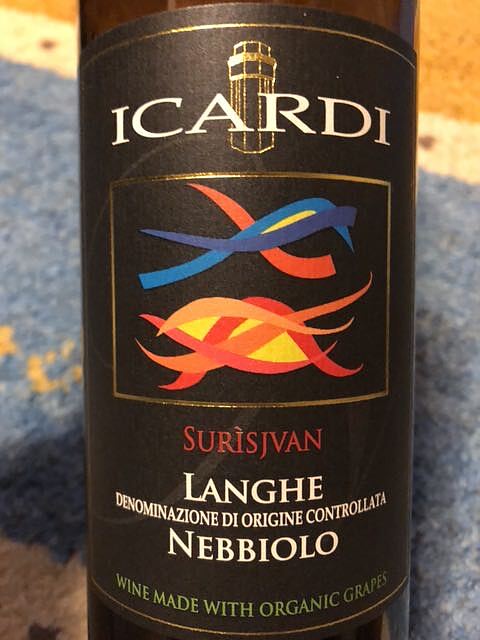 ICARDI
SURÌSJVAN
LANGHE
DENOMINAZIONE DI ORIGINE CONTROLLATA
NEBBIOLO
WINE MADE WITH ORGANIC GRAPES